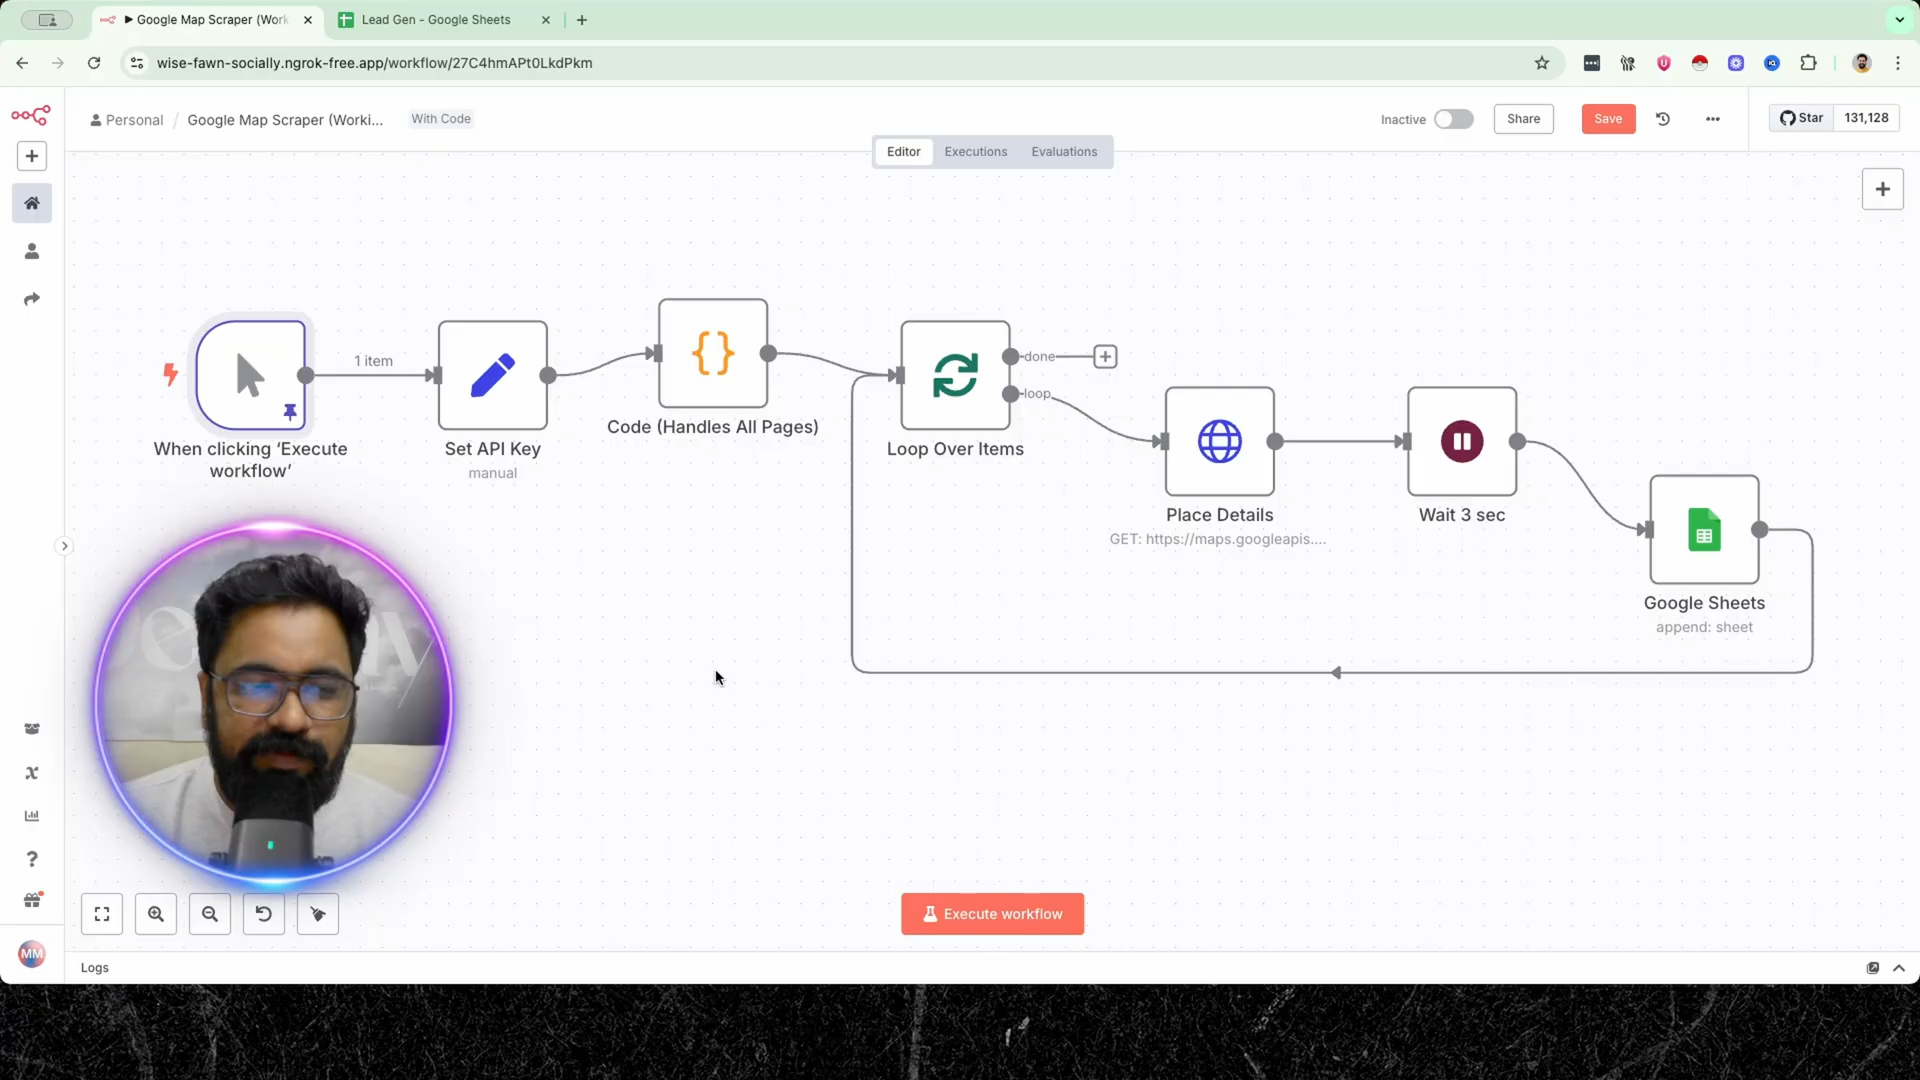 Google Map Scraper (Work
Lead Gen - Google Sheets
wise-fawn-socially.ngrok-free.app/workflow/27C4hmAPt0LkdPkm
Personal / Google Map Scraper (Worki...
With Code
Inactive
Share
Save
Star
131,128
Editor
Executions
Evaluations
1 item
When clicking ‘Execute
workflow’
Set API Key
manual
Code (Handles All Pages)
Loop Over Items
done
loop
Place Details
GET: https://maps.googleapis....
Wait 3 sec
Google Sheets
append: sheet
Execute workflow
MM
Logs